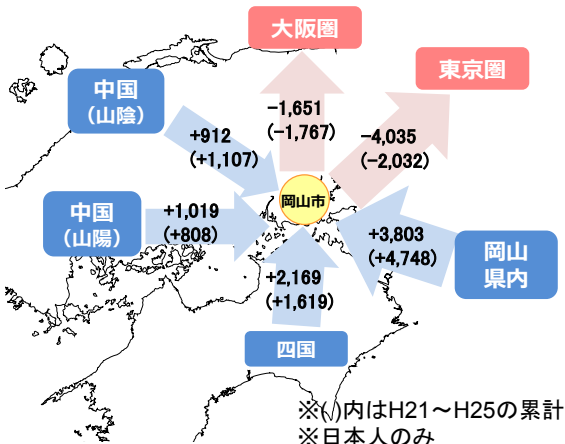 大阪圏
東京圏
中国
（山陰）
−1,651
（−1,767）
−4,035
（−2,032）
+912
（+1,107）
岡山市
中国
（山陽）
+1,019
（+808）
+3,803
（+4,748）
岡山
県内
+2,169
（+1,619）
四国
※( )内はH21～H25の累計
※日本人のみ